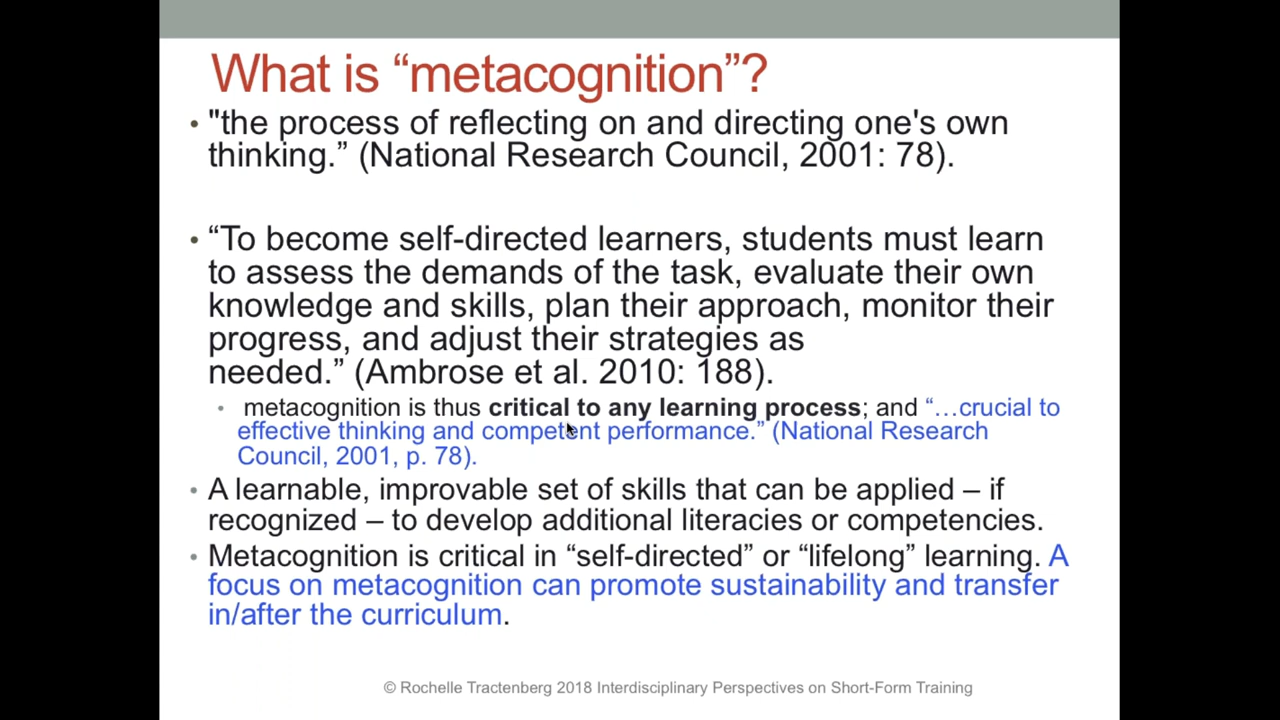 What is “metacognition”?
• "the process of reflecting on and directing one's own
thinking.” (National Research Council, 2001: 78).
• “To become self-directed learners, students must learn
to assess the demands of the task, evaluate their own
knowledge and skills, plan their approach, monitor their
progress, and adjust their strategies as
needed.” (Ambrose et al. 2010: 188).
• metacognition is thus critical to any learning process; and “…crucial to
effective thinking and competent performance.” (National Research
Council, 2001, p. 78).
• A learnable, improvable set of skills that can be applied – if
recognized – to develop additional literacies or competencies.
• Metacognition is critical in “self-directed” or “lifelong” learning. A
focus on metacognition can promote sustainability and transfer
in/after the curriculum.
© Rochelle Tractenberg 2018 Interdisciplinary Perspectives on Short-Form Training